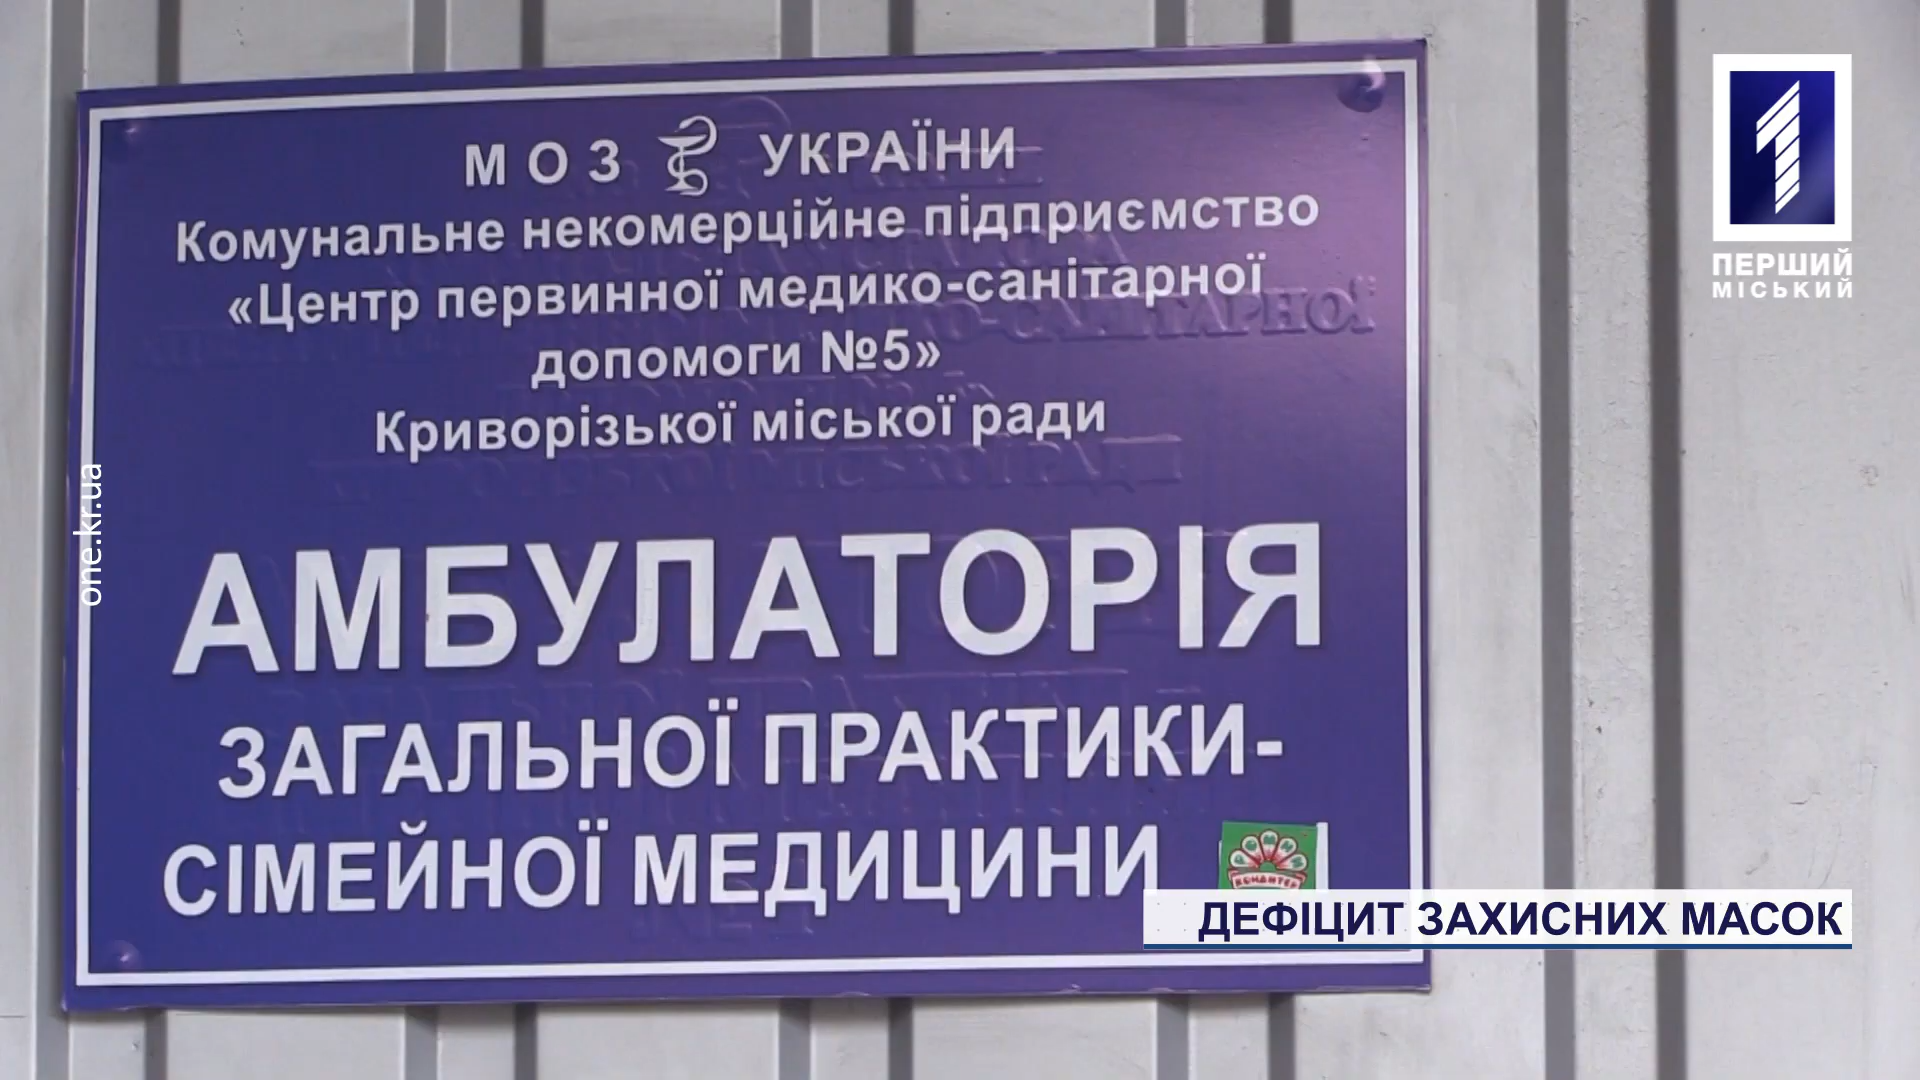 М О З УКРАЇНИ
Комунальне некомерційне підприємство
«Центр первинної медико-санітарної
допомоги №5»
Криворізької міської ради
АМБУЛАТОРІЯ
ЗАГАЛЬНОЇ ПРАКТИКИ-
СІМЕЙНОЇ МЕДИЦИНИ
1
ПЕРШИЙ
МІСЬКИЙ
one.kr.ua
ДЕФІЦИТ ЗАХИСНИХ МАСОК